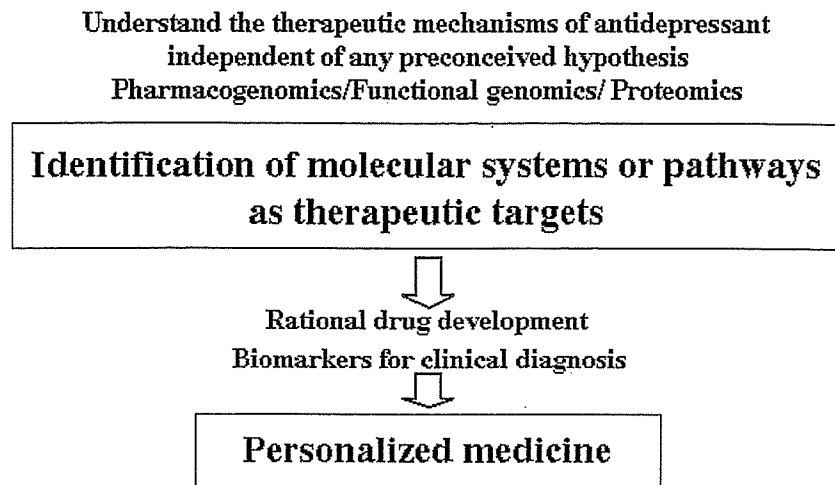 Understand the therapeutic mechanisms of antidepressant
independent of any preconceived hypothesis
Pharmacogenomics/Functional genomics/ Proteomics
Identification of molecular systems or pathways
as therapeutic targets
Rational drug development
Biomarkers for clinical diagnosis
Personalized medicine